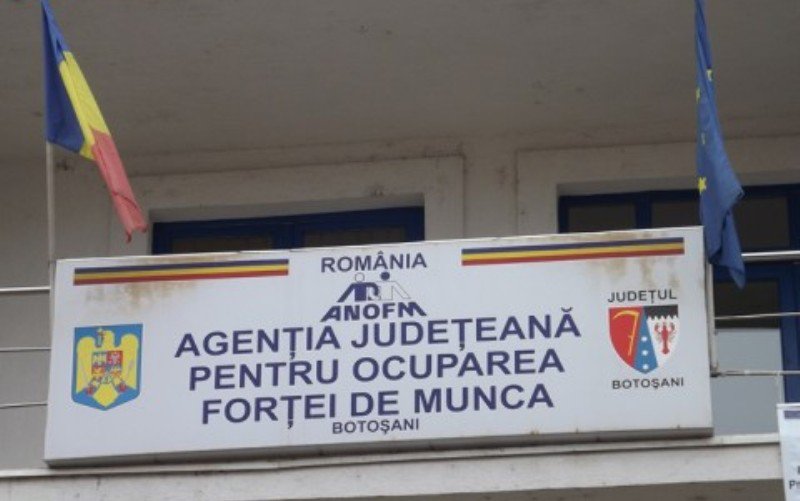 ROMÂNIA
ANOFM
AGENȚIA JUDEȚEANĂ
PENTRU OCUPAREA
FORȚEI DE MUNCA
BOTOȘANI
JUDEȚUL
BOTOȘANI